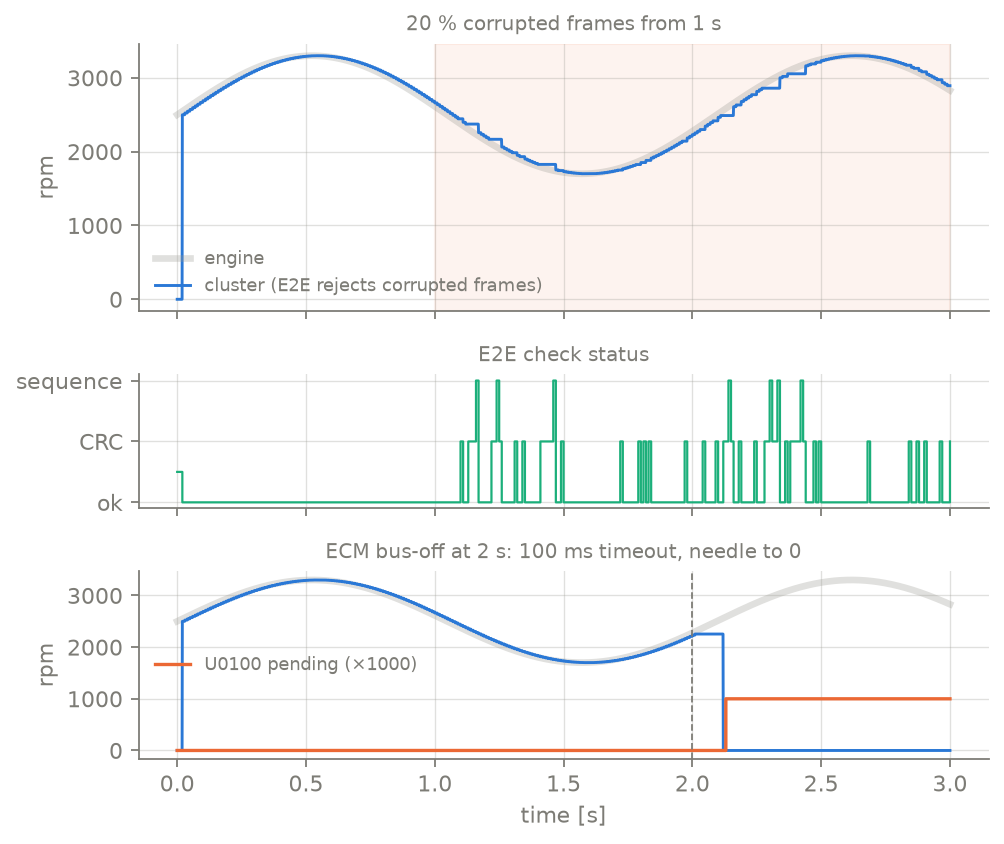 20 % corrupted frames from 1 s
3000
2000
1000
0
rpm
engine
cluster (E2E rejects corrupted frames)
E2E check status
sequence
CRC
ok
ECM bus-off at 2 s: 100 ms timeout, needle to 0
3000
2000
1000
0
rpm
U0100 pending (×1000)
0.0 0.5 1.0 1.5 2.0 2.5 3.0
time [s]